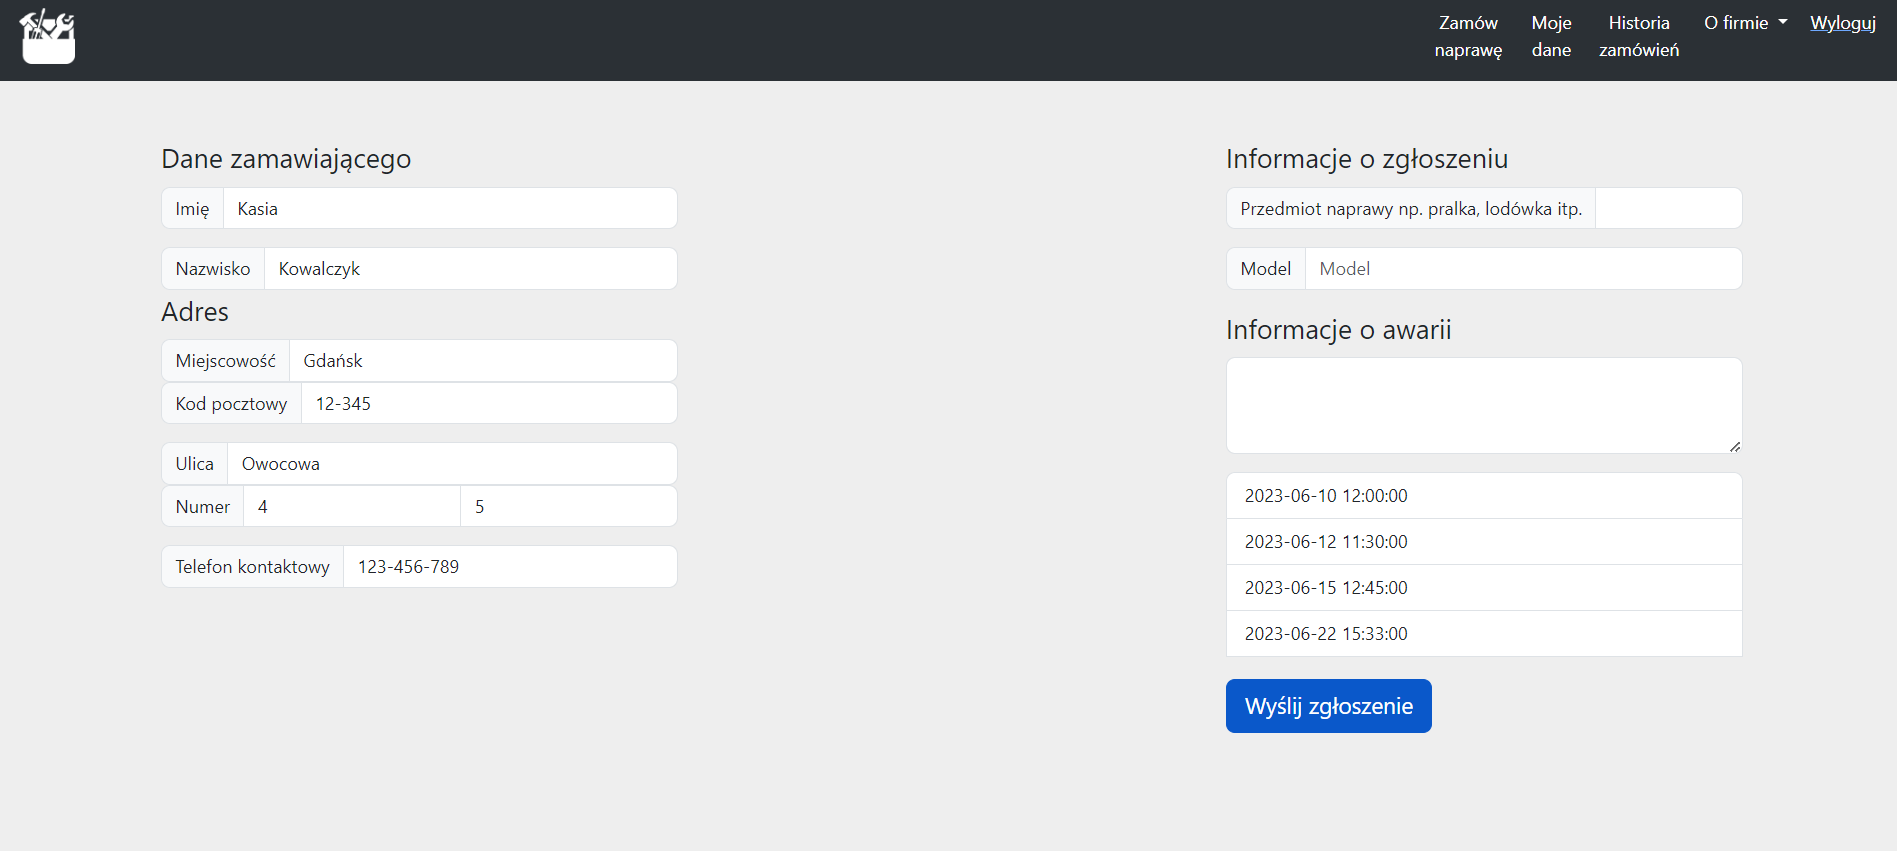 Zamów naprawę
Moje dane
Historia zamówień
O firmie
Wyloguj
Dane zamawiającego
Imię Kasia
Nazwisko Kowalczyk
Adres
Miejscowość Gdańsk
Kod pocztowy 12-345
Ulica Owocowa
Numer 4 5
Telefon kontaktowy 123-456-789
Informacje o zgłoszeniu
Przedmiot naprawy np. pralka, lodówka itp.
Model Model
Informacje o awarii
2023-06-10 12:00:00
2023-06-12 11:30:00
2023-06-15 12:45:00
2023-06-22 15:33:00
Wyślij zgłoszenie